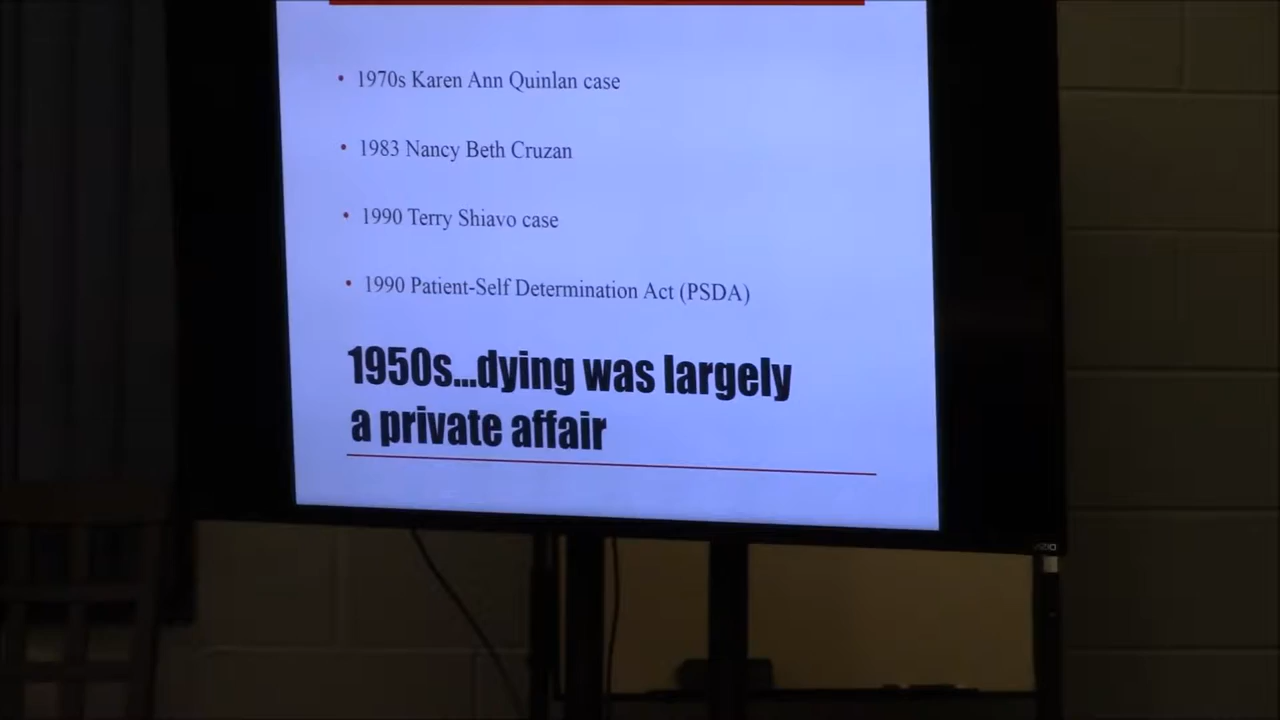 • 1970s Karen Ann Quinlan case
• 1983 Nancy Beth Cruzan
• 1990 Terry Shiavo case
• 1990 Patient-Self Determination Act (PSDA)
1950s...dying was largely
a private affair
VIZIO